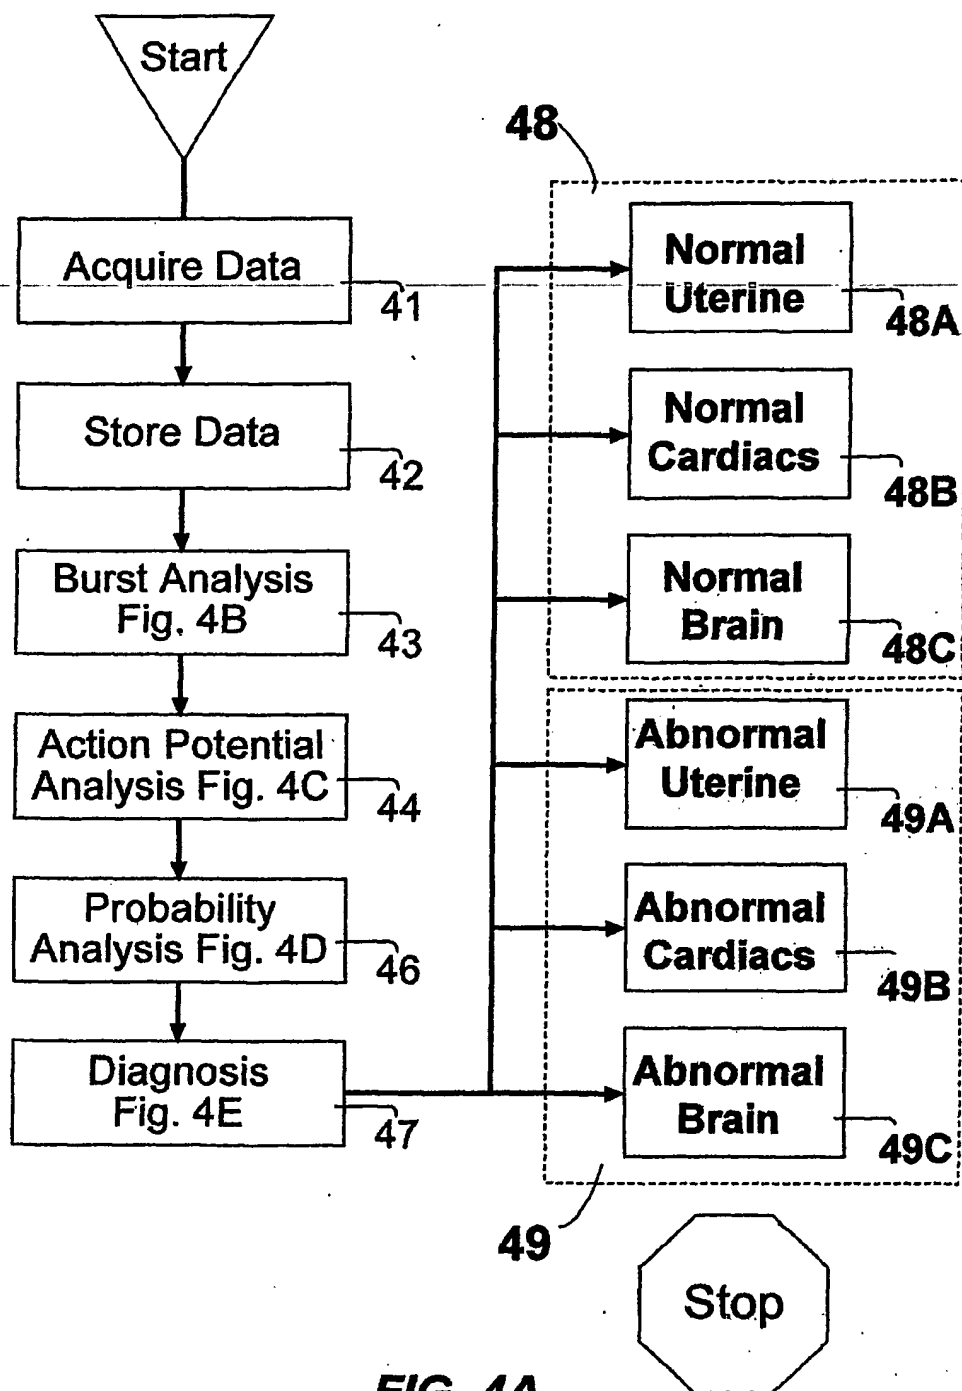 Start
Acquire Data
41
Store Data
42
Burst Analysis
Fig. 4B
43
Action Potential
Analysis Fig. 4C
44
Probability
Analysis Fig. 4D
46
Diagnosis
Fig. 4E
47
48
Normal
Uterine
48A
Normal
Cardiacs
48B
Normal
Brain
48C
Abnormal
Uterine
49A
Abnormal
Cardiacs
49B
Abnormal
Brain
49C
49
Stop
FIG. 4A